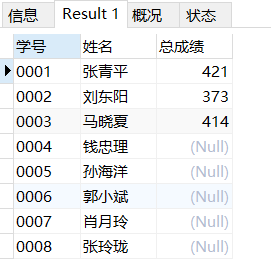 信息 Result 1 概况 状态
学号 姓名 总成绩
0001 张青平 421
0002 刘东阳 373
0003 马晓夏 414
0004 钱忠理 (Null)
0005 孙海洋 (Null)
0006 郭小斌 (Null)
0007 肖月玲 (Null)
0008 张玲珑 (Null)